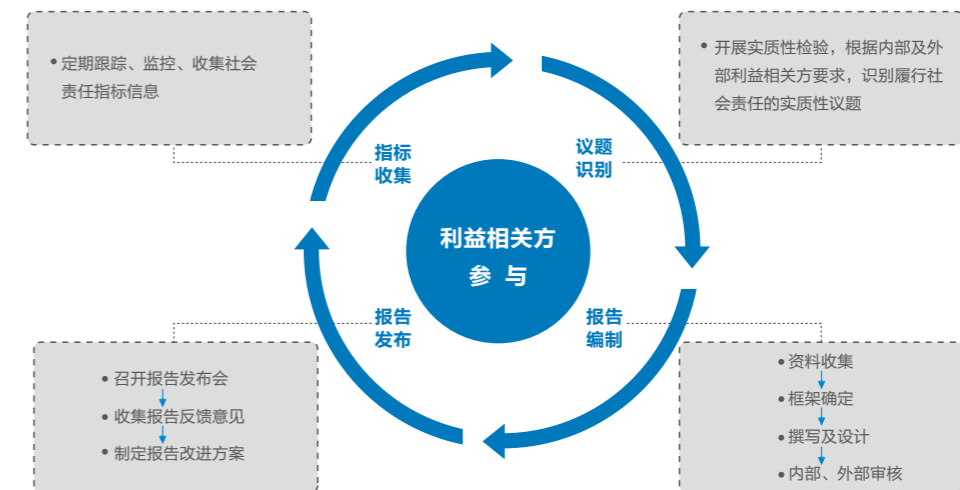 • 定期跟踪、监控、收集社会
责任指标信息
• 开展实质性检验，根据内部及外
部利益相关方要求，识别履行社
会责任的实质性议题
指标
收集
议题
识别
利益相关方
参 与
报告
发布
报告
编制
• 召开报告发布会
• 收集报告反馈意见
• 制定报告改进方案
• 资料收集
• 框架确定
• 撰写及设计
• 内部、外部审核